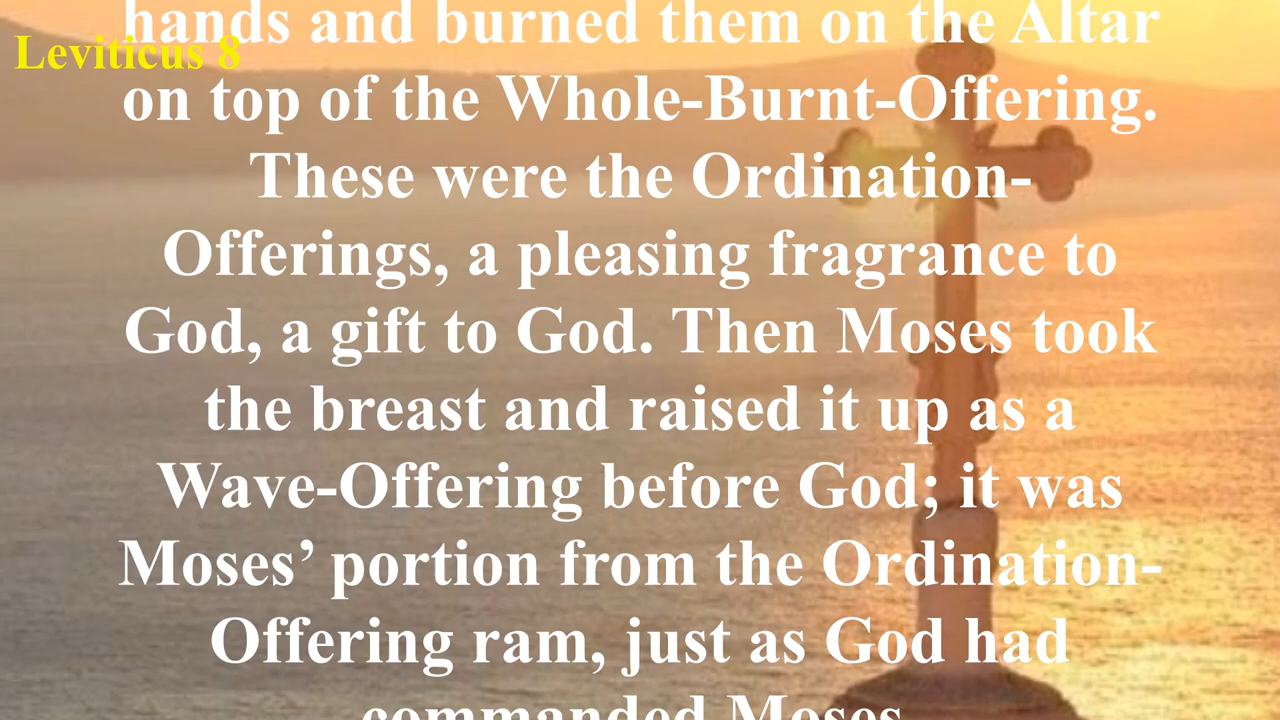 hands and burned them on the Altar
Leviticus 8
on top of the Whole-Burnt-Offering.
These were the Ordination-
Offerings, a pleasing fragrance to
God, a gift to God. Then Moses took
the breast and raised it up as a
Wave-Offering before God; it was
Moses’ portion from the Ordination-
Offering ram, just as God had
commanded Moses.